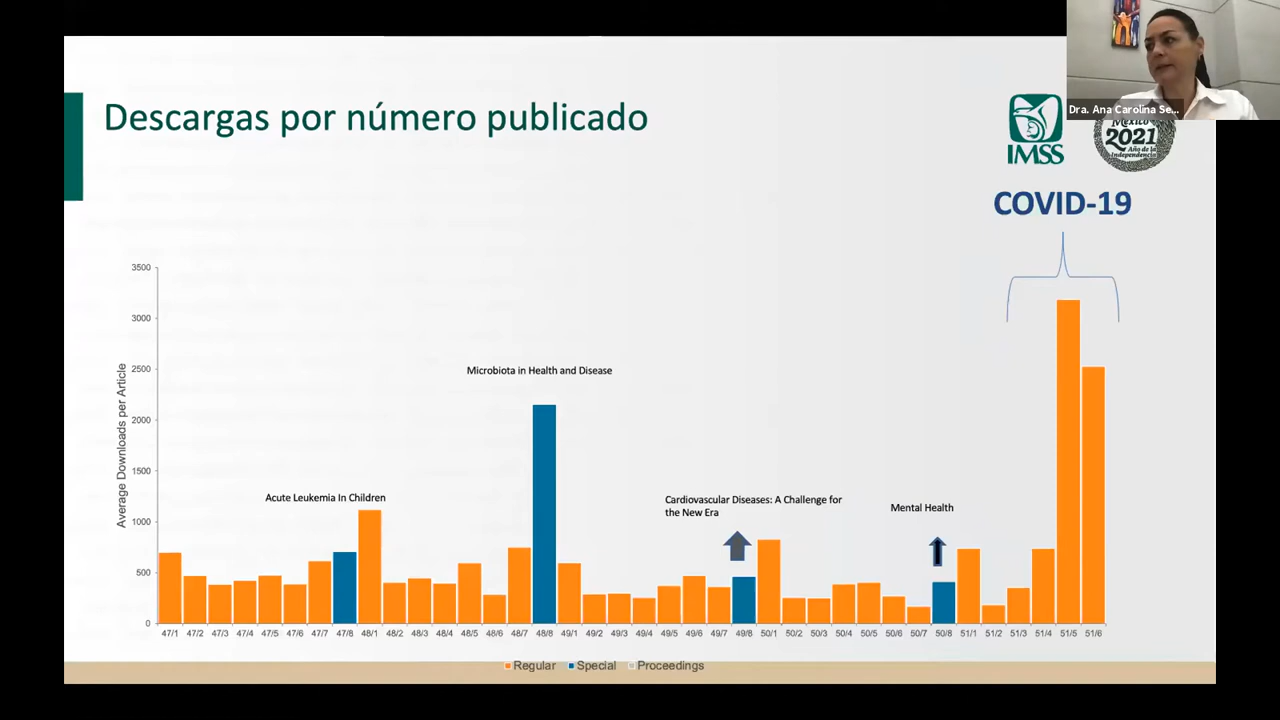 Dra. Ana Carolina Se...
Descargas por número publicado
IMSS
México
2021
Año de la
Independencia
COVID-19
Average Downloads per Article
3500
3000
2500
2000
1500
1000
500
0
Acute Leukemia In Children
Microbiota in Health and Disease
Cardiovascular Diseases: A Challenge for
the New Era
Mental Health
47/1 47/2 47/3 47/4 47/5 47/6 47/7 47/8 48/1 48/2 48/3 48/4 48/5 48/6 48/7 48/8 49/1 49/2 49/3 49/4 49/5 49/6 49/7 49/8 50/1 50/2 50/3 50/4 50/5 50/6 50/7 50/8 51/1 51/2 51/3 51/4 51/5 51/6
Regular Special Proceedings